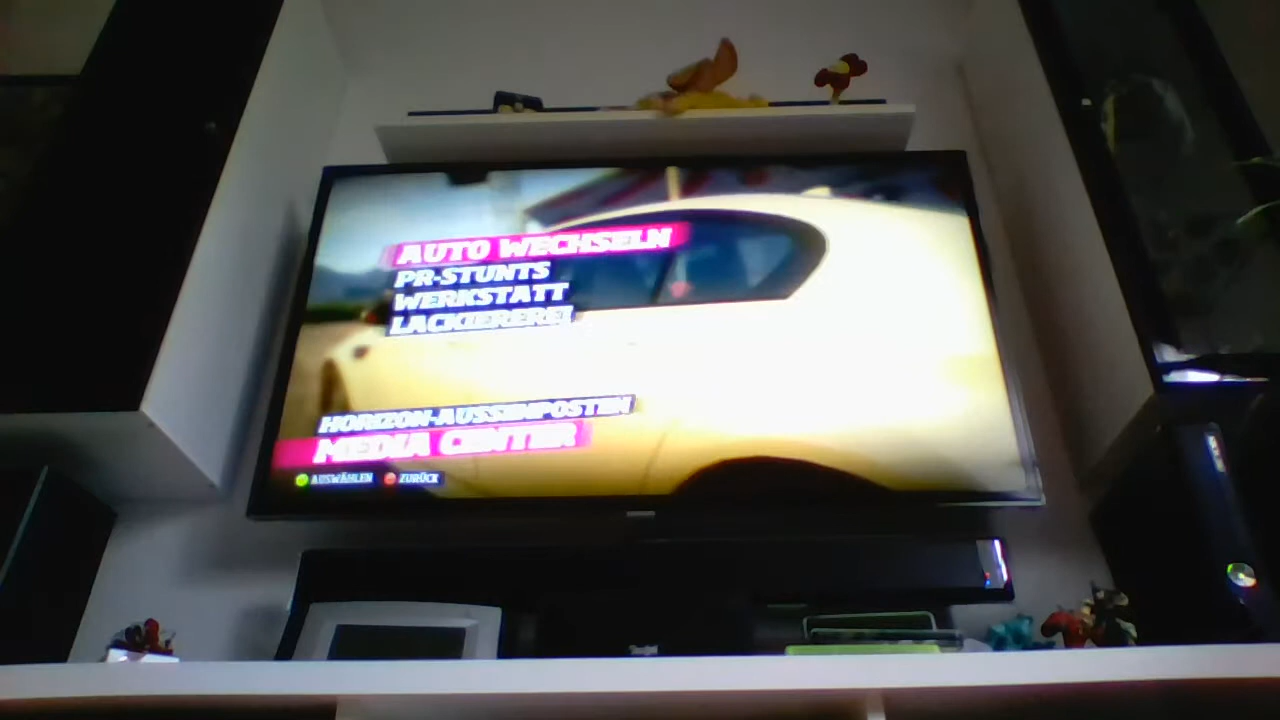 AUTO WECHSELN
PR-STUNTS
WERKSTATT
LACKIEREREI
HORIZON-AUSSENPOSTEN
MEDIA CENTER
AUSWÄHLEN ZURÜCK